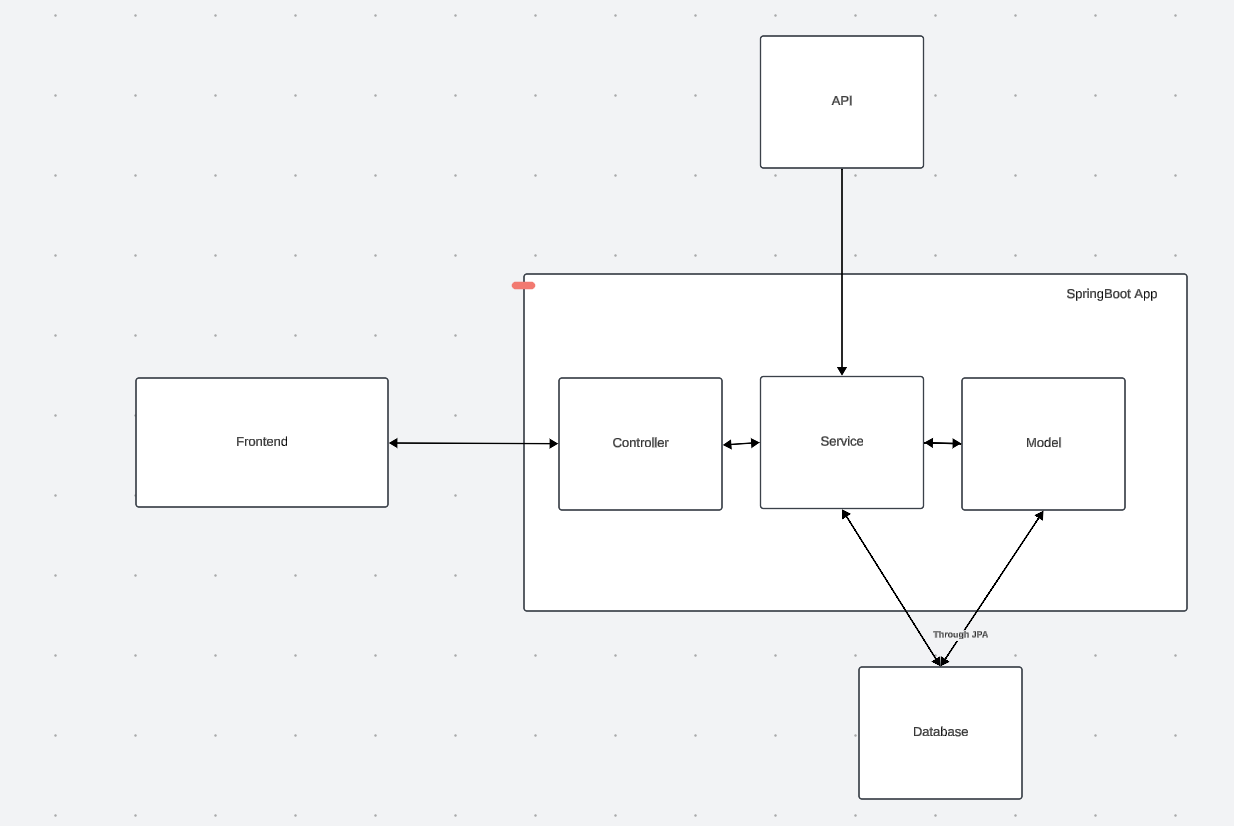 API
SpringBoot App
Frontend
Controller
Service
Model
Through JPA
Database